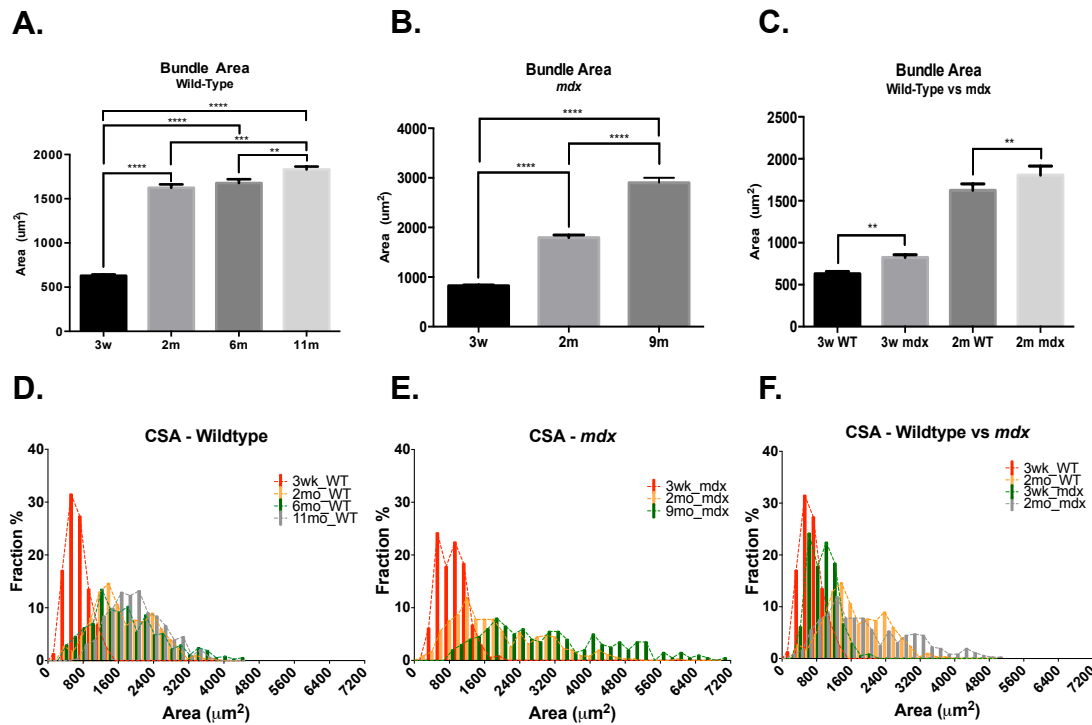 A.
Bundle Area
Wild-Type
****
****
***
****
**
2000
1500
1000
500
0
Area (um²)
3w 2m 6m 11m
B.
Bundle Area
mdx
****
****
****
4000
3000
2000
1000
0
Area (um²)
3w 2m 9m
C.
Bundle Area
Wild-Type vs mdx
**
**
2500
2000
1500
1000
500
0
Area (um²)
3w WT 3w mdx 2m WT 2m mdx
D.
CSA - Wildtype
40
30
20
10
0
Fraction %
3wk_WT
2mo_WT
6mo_WT
11mo_WT
0 800 1600 2400 3200 4000 4800 5600 6400 7200
Area (μm²)
E.
CSA - mdx
40
30
20
10
0
Fraction %
3wk_mdx
2mo_mdx
9mo_mdx
0 800 1600 2400 3200 4000 4800 5600 6400 7200
Area (μm²)
F.
CSA - Wildtype vs mdx
40
30
20
10
0
Fraction %
3wk_WT
2mo_WT
3wk_mdx
2mo_mdx
0 800 1600 2400 3200 4000 4800 5600 6400 7200
Area (μm²)